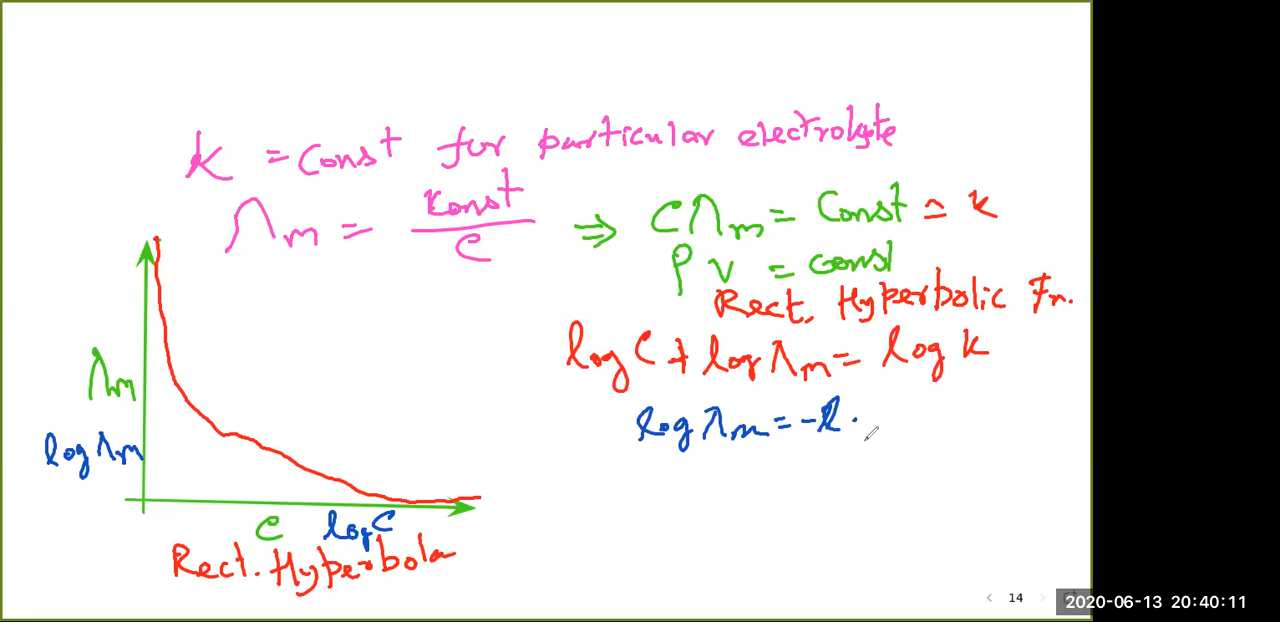 K = Const for particular electrolyte
Λm = Konst / C ⇒ CΛm = Const = K
PV = const
Rect. Hyperbolic Fn.
log C + log Λm = log K
log Λm = -l.
Λm
log Λm
C log C
Rect. Hyperbola
14
2020-06-13 20:40:11